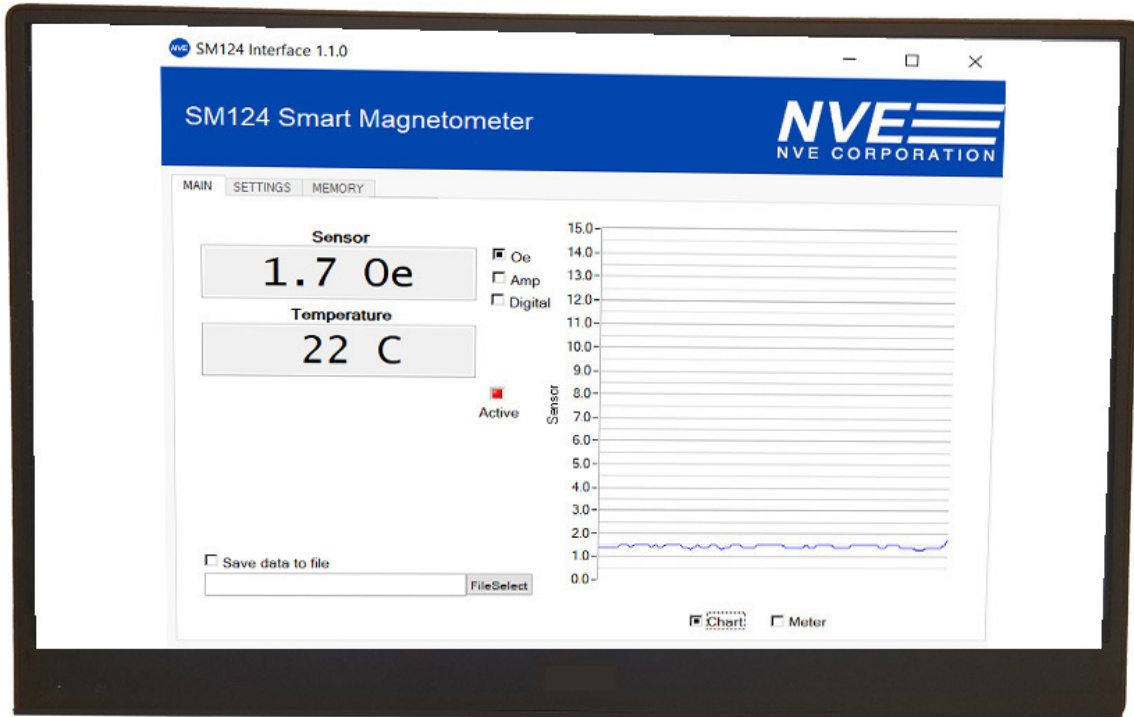 NVE SM124 Interface 1.1.0
SM124 Smart Magnetometer
NVE
NVE CORPORATION
MAIN SETTINGS MEMORY
Sensor
1.7 Oe
Oe
Amp
Digital
Temperature
22 C
Active
Save data to file
FileSelect
Sensor
15.0
14.0
13.0
12.0
11.0
10.0
9.0
8.0
7.0
6.0
5.0
4.0
3.0
2.0
1.0
0.0
Chart Meter